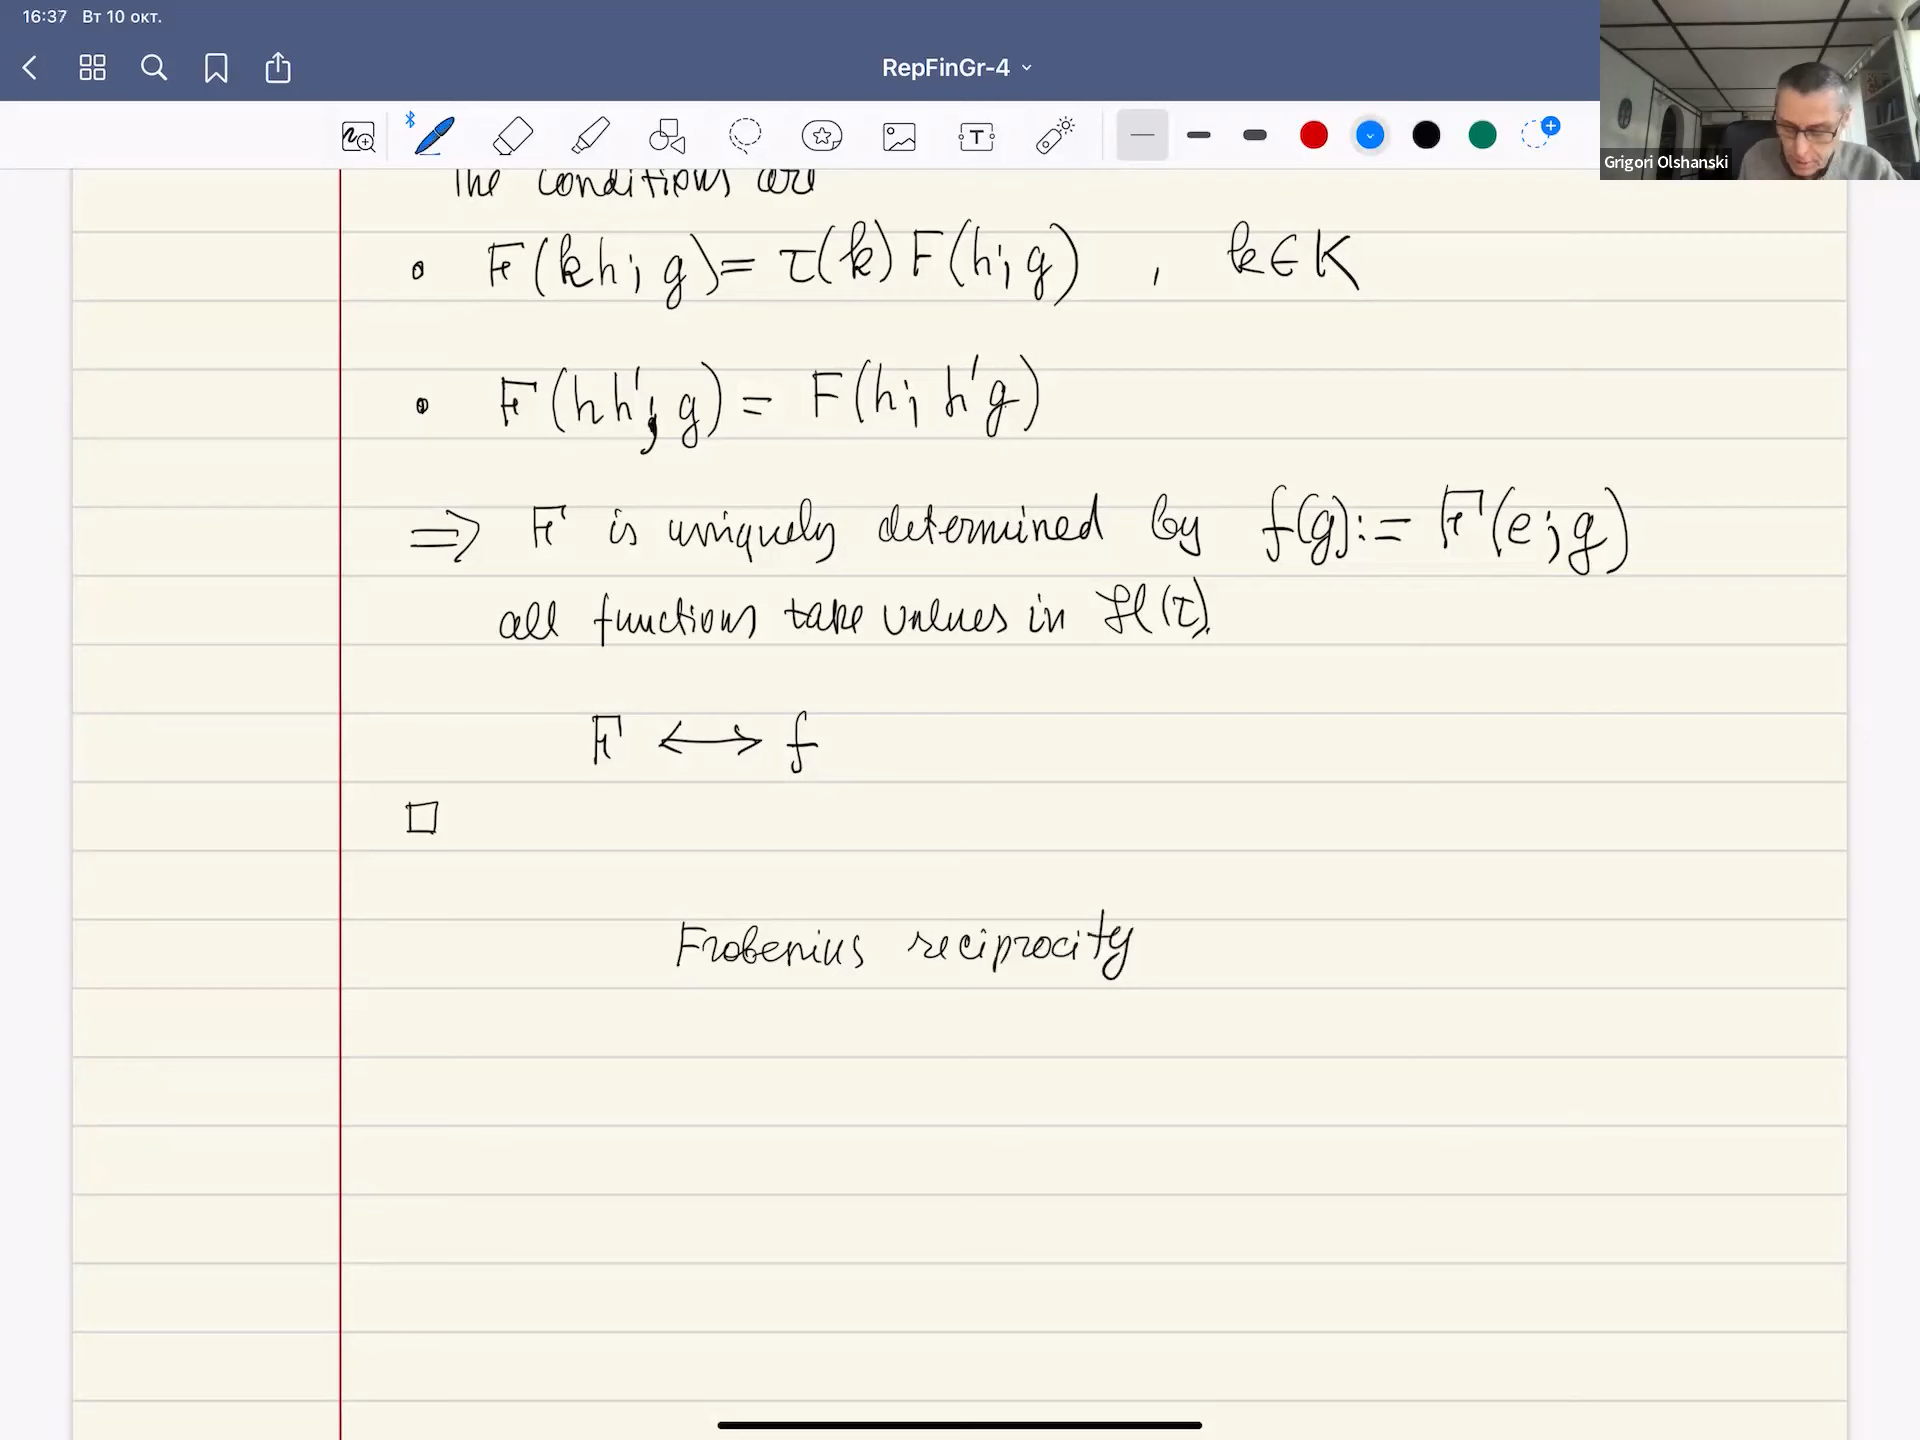 16:37 Вт 10 окт.
RepFinGr-4
Grigori Olshanski
The conditions are
• F(kh; g) = τ(k) F(h; g) , k ∈ K
• F(hh'; g) = F(h; h'g)
⇒ F is uniquely determined by f(g) := F(e; g)
all functions take values in ℋ(τ).
F ⟷ f
□
Frobenius reciprocity